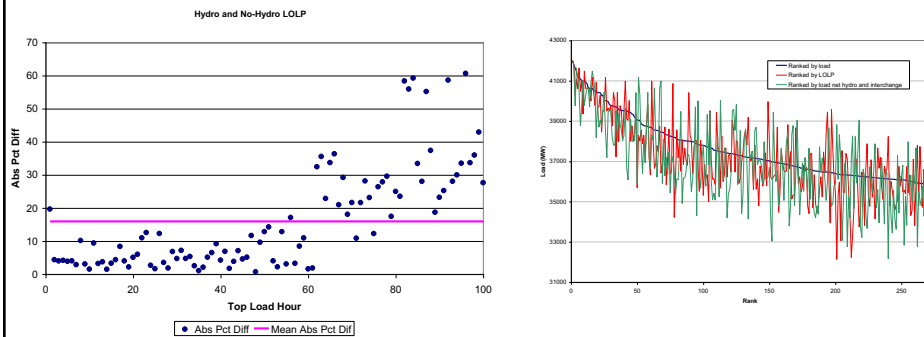 Hydro and No-Hydro LOLP
Abs Pct Diff
70
60
50
40
30
20
10
0
0 20 40 60 80 100
Top Load Hour
Abs Pct Diff Mean Abs Pct Dif
Load (MW)
43000
41000
39000
37000
35000
33000
31000
Ranked by load
Ranked by LOLP
Ranked by load net hydro and interchange
0 50 100 150 200 250
Rank